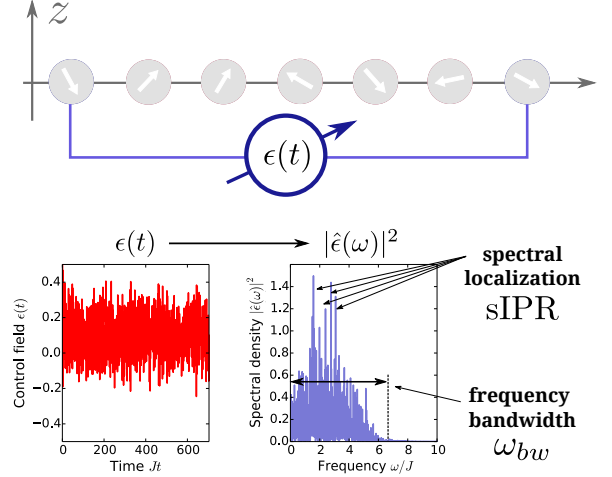 z
ϵ(t)
ϵ(t)
|ϵ̂(ω)|²
spectral
localization
sIPR
Control field ϵ(t)
0.4
0.2
0.0
−0.2
−0.4
0 200 400 600
Time Jt
Spectral density |ϵ̂(ω)|²
1.4
1.2
1.0
0.8
0.6
0.4
0.2
0.0
0 2 4 6 8 10
Frequency ω/J
frequency
bandwidth
ω_bw